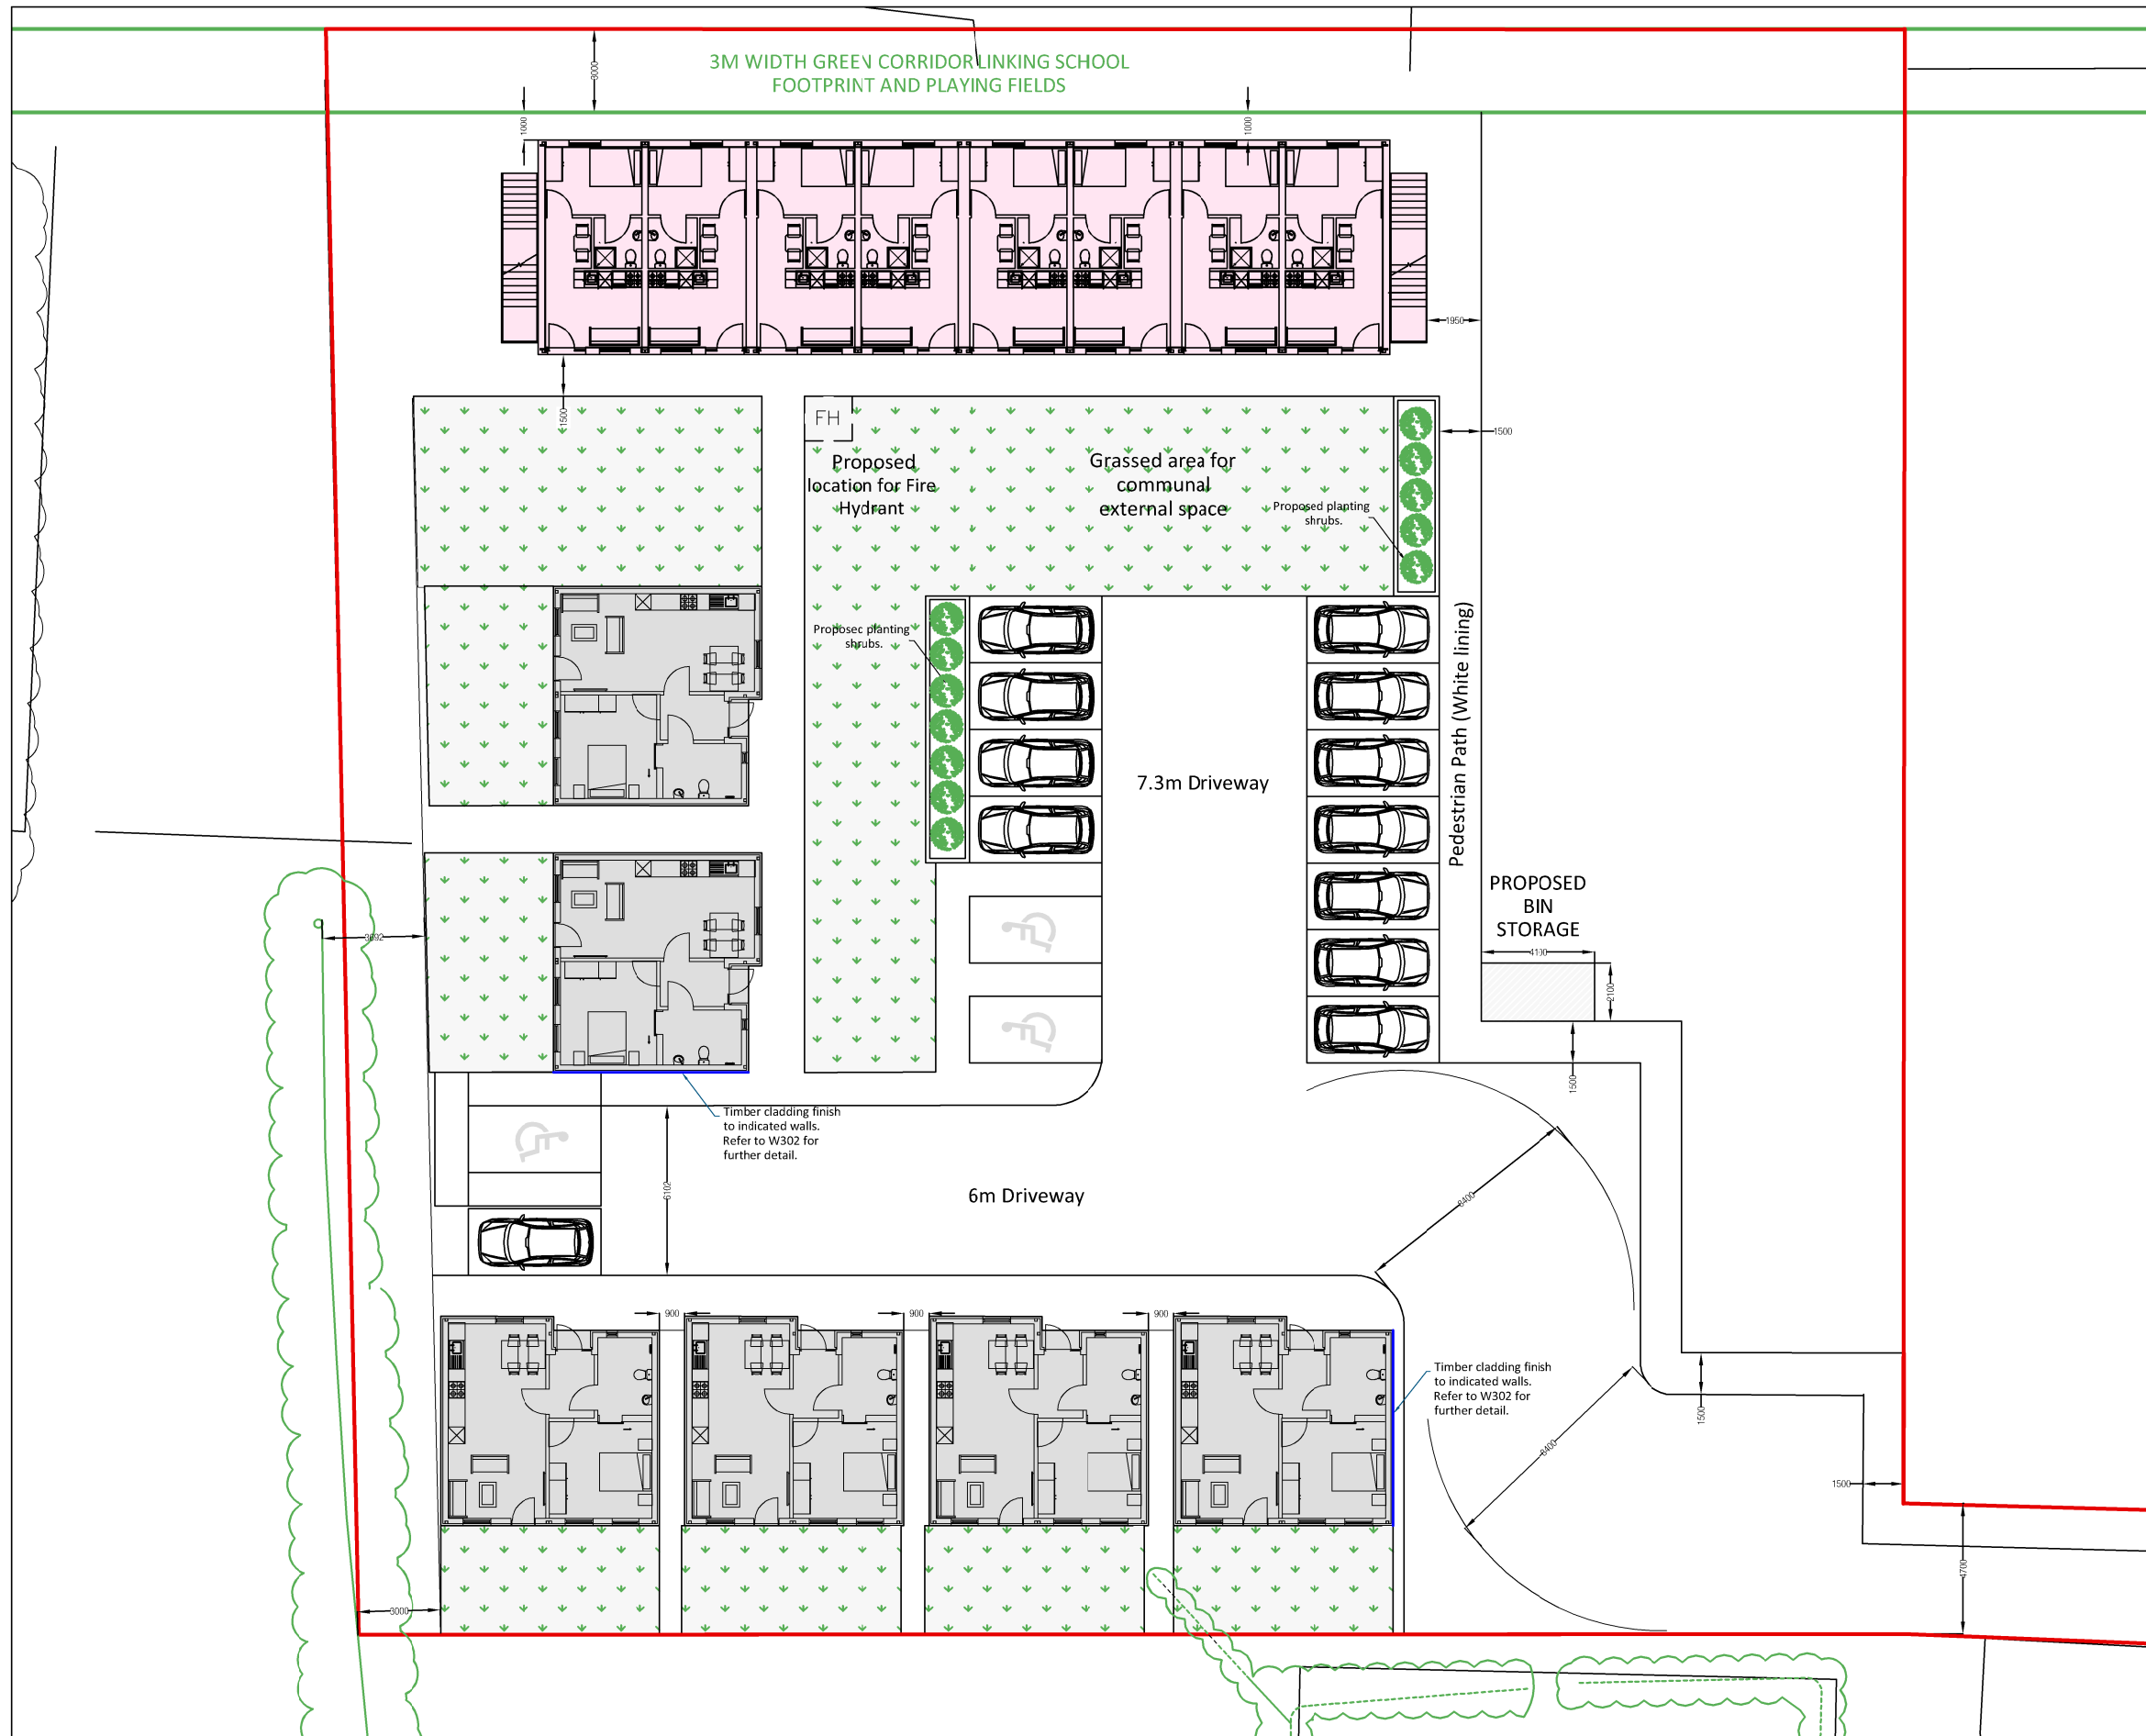 3M WIDTH GREEN CORRIDOR LINKING SCHOOL
FOOTPRINT AND PLAYING FIELDS
3000
1000
1000
1950
1500
FH
Proposed
location for Fire
Hydrant
Grassed area for
communal
external space
Proposed planting
shrubs.
1500
Proposed planting
shrubs.
7.3m Driveway
Pedestrian Path (White lining)
PROPOSED
BIN
STORAGE
4100
2100
1500
3692
Timber cladding finish
to indicated walls.
Refer to W302 for
further detail.
6102
6m Driveway
8400
900
900
900
Timber cladding finish
to indicated walls.
Refer to W302 for
further detail.
8400
1500
1500
4700
3000